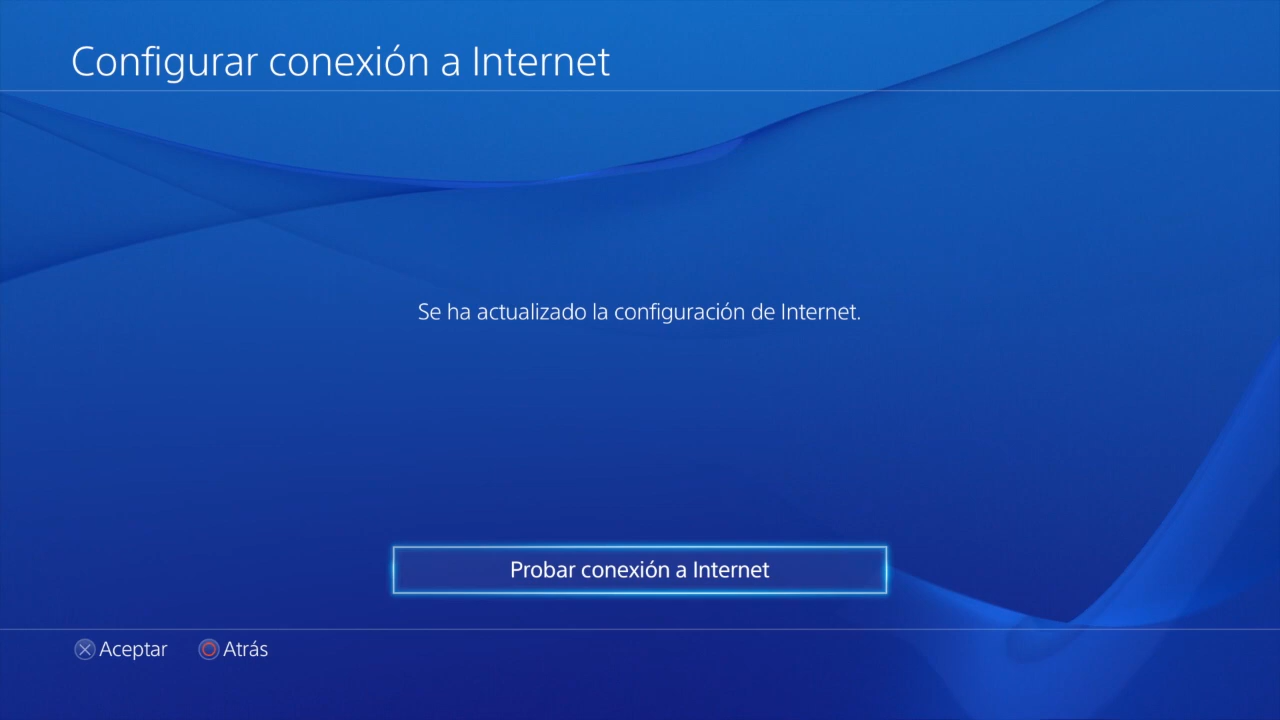 Configurar conexión a Internet
Se ha actualizado la configuración de Internet.
Probar conexión a Internet
Aceptar Atrás